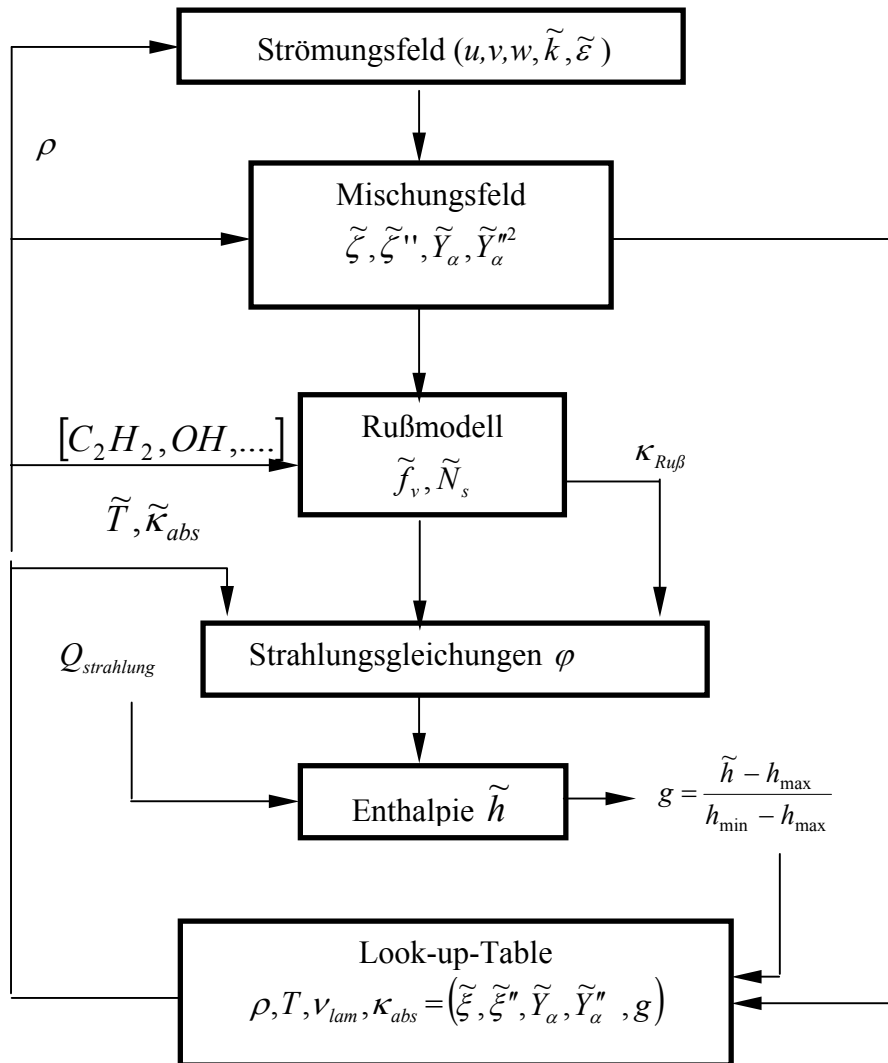 Strömungsfeld (u,v,w, k̃, ε̃ )
ρ
Mischungsfeld
ζ̃, ζ̃'', Ỹ_α, Ỹ''²_α
[C₂H₂, OH,....]
Rußmodell
f̃_v, Ñ_s
κ_Ruß
T̃, κ̃_abs
Strahlungsgleichungen φ
Q_strahlung
Enthalpie h̃
g = (h̃ − h_max) / (h_min − h_max)
Look-up-Table
ρ, T, ν_lam, κ_abs = (ξ̃, ξ̃'', Ỹ_α, Ỹ''_α , g)